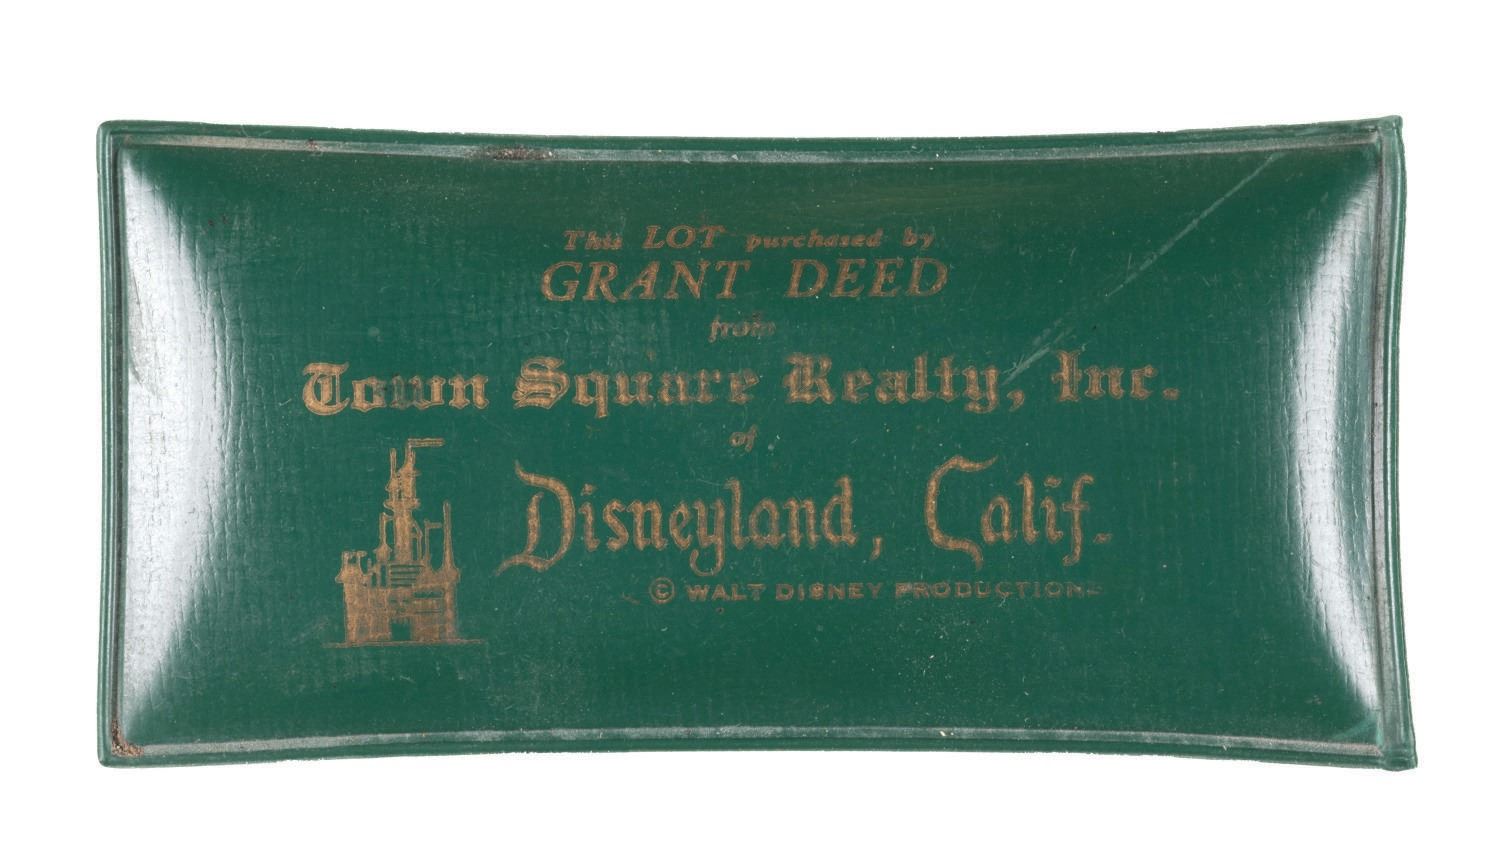 This LOT purchased by
GRANT DEED
from
Town Square Realty, Inc.
of
Disneyland, Calif.
© WALT DISNEY PRODUCTIONS